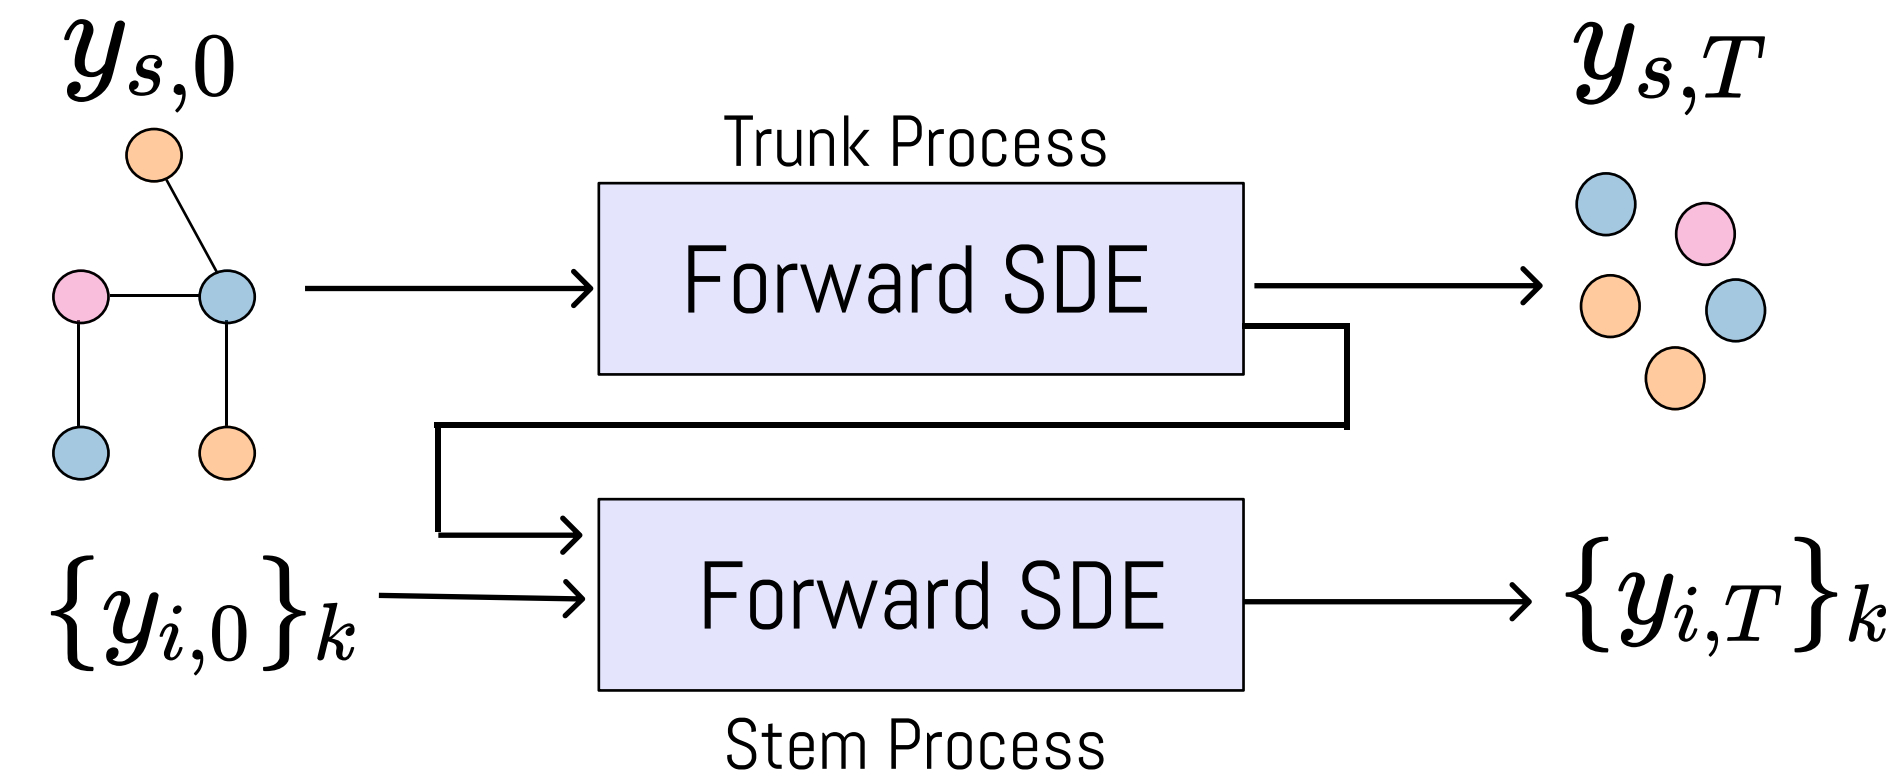 y_{s,0}
y_{s,T}
Trunk Process
Forward SDE
{y_{i,0}}_k
Forward SDE
{y_{i,T}}_k
Stem Process